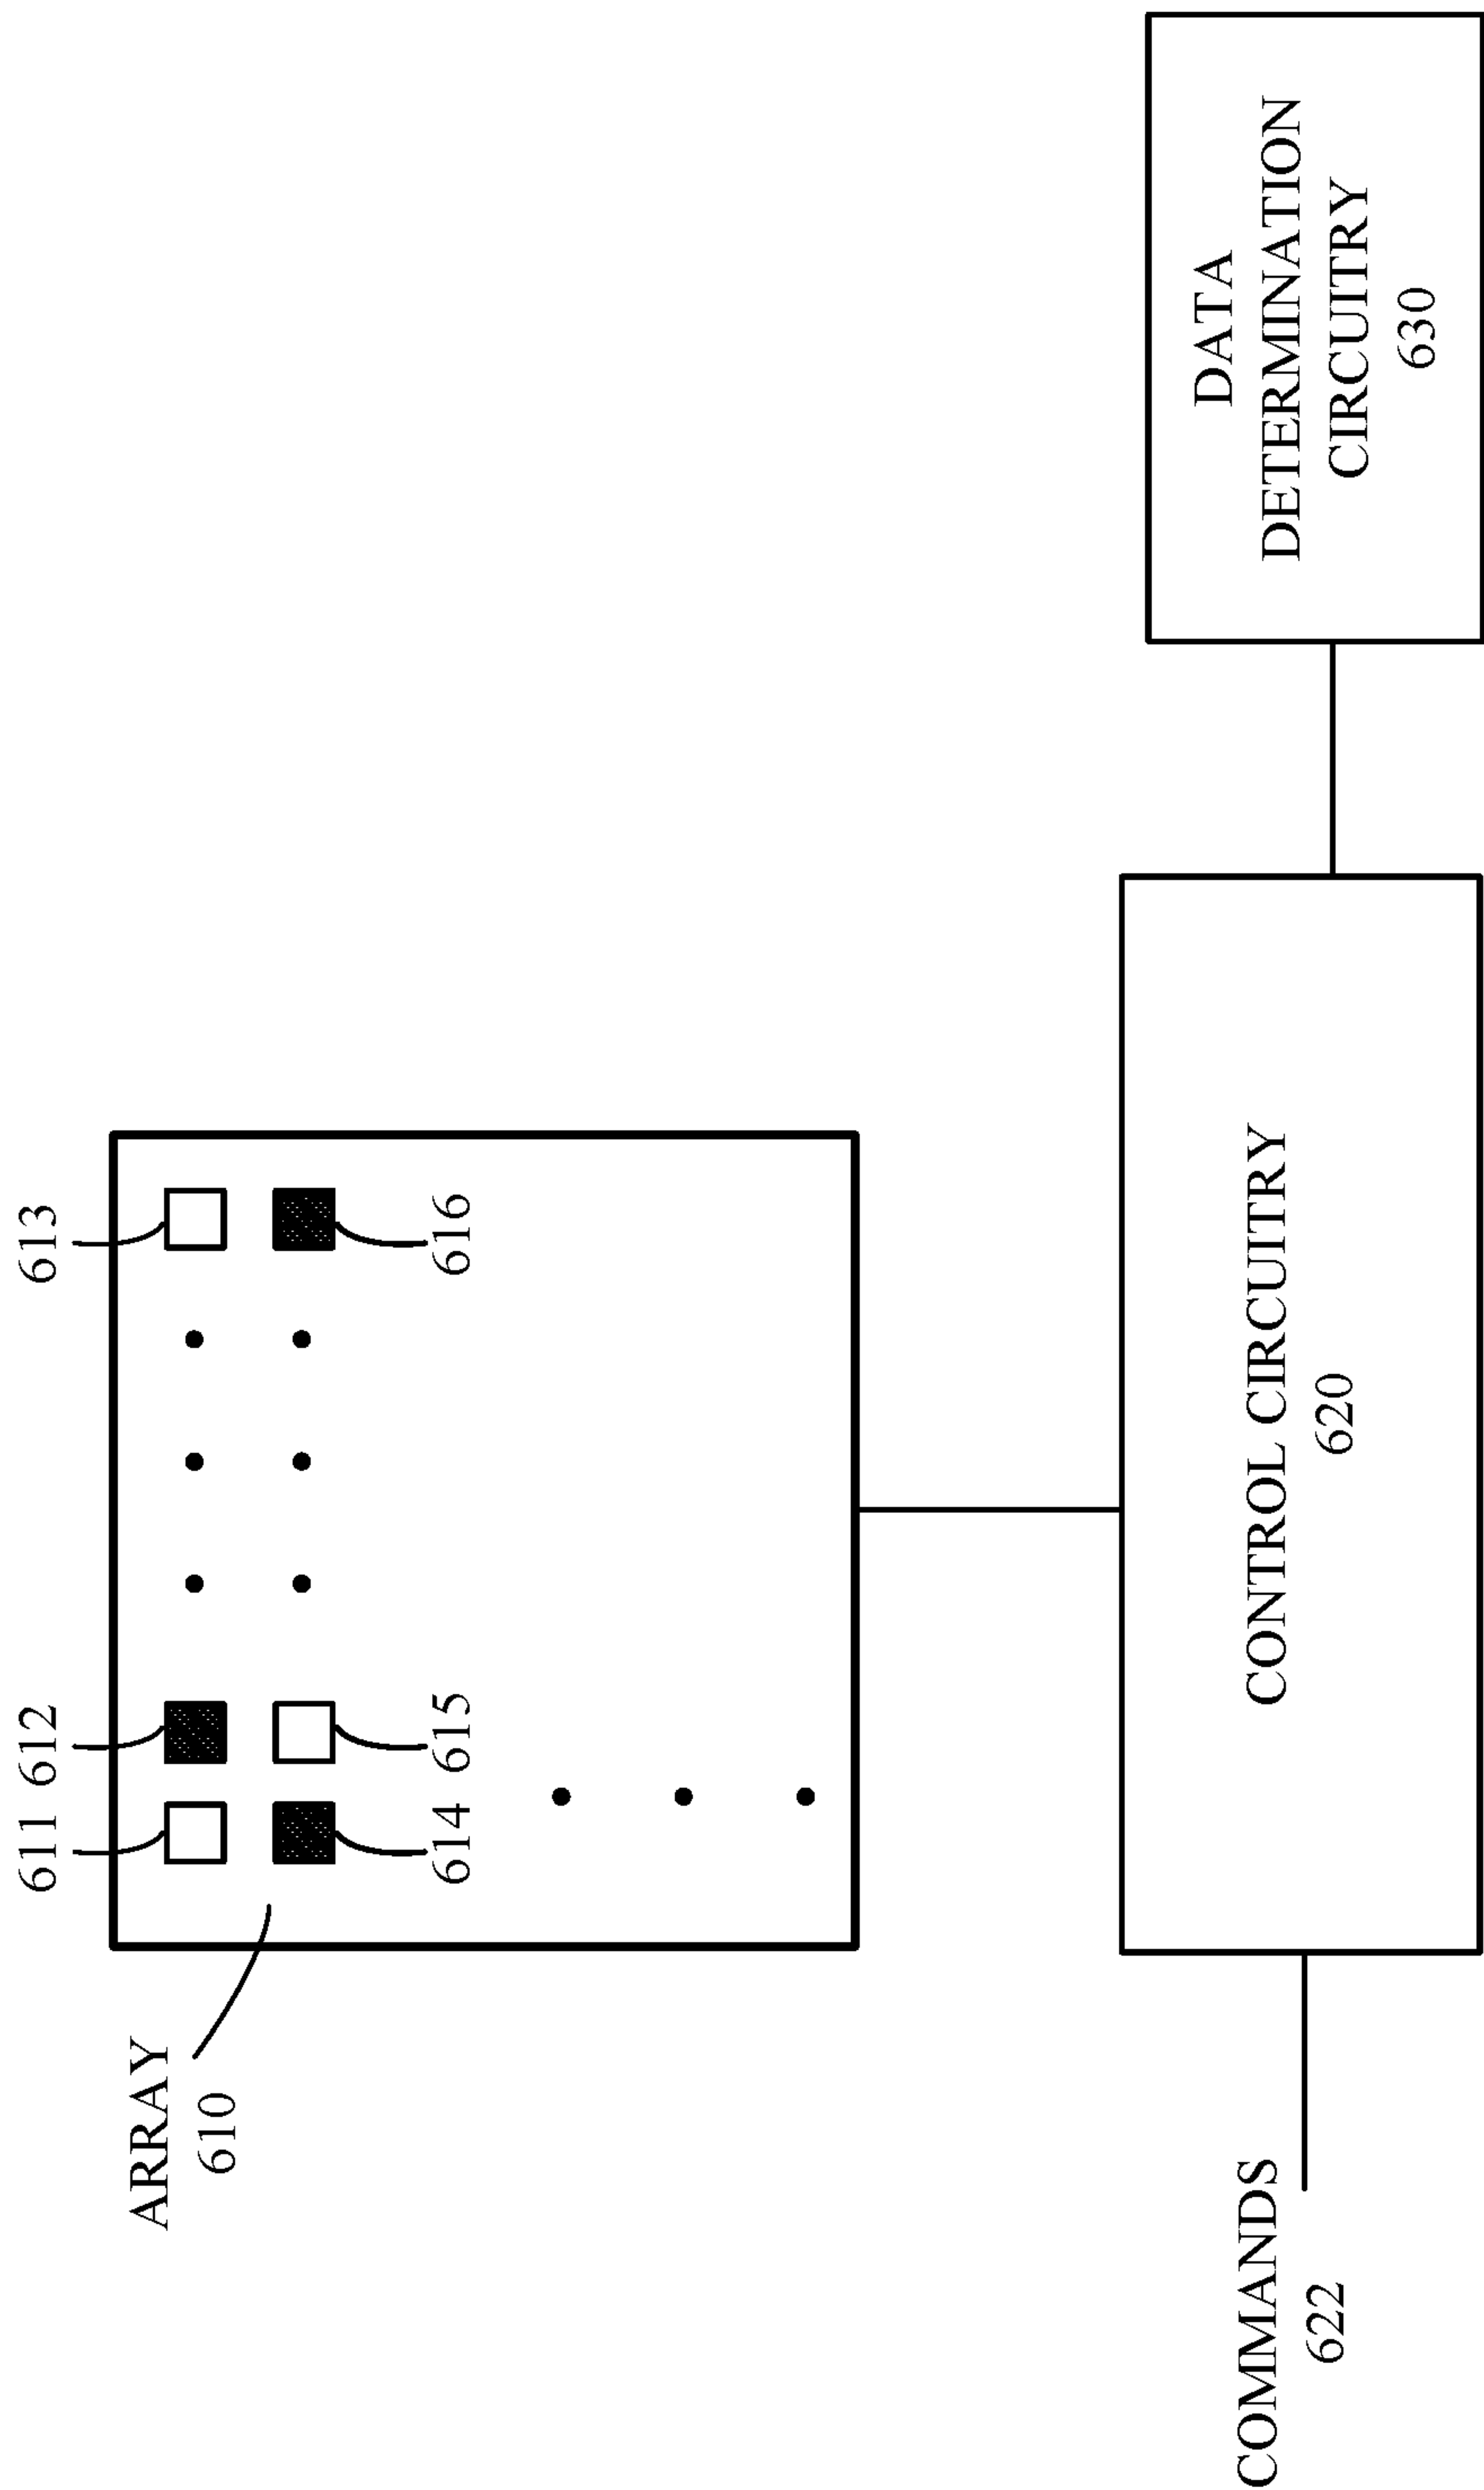 611
612
613
ARRAY
610
614
615
616
COMMANDS
622
CONTROL CIRCUITRY
620
DATA
DETERMINATION
CIRCUITRY
630